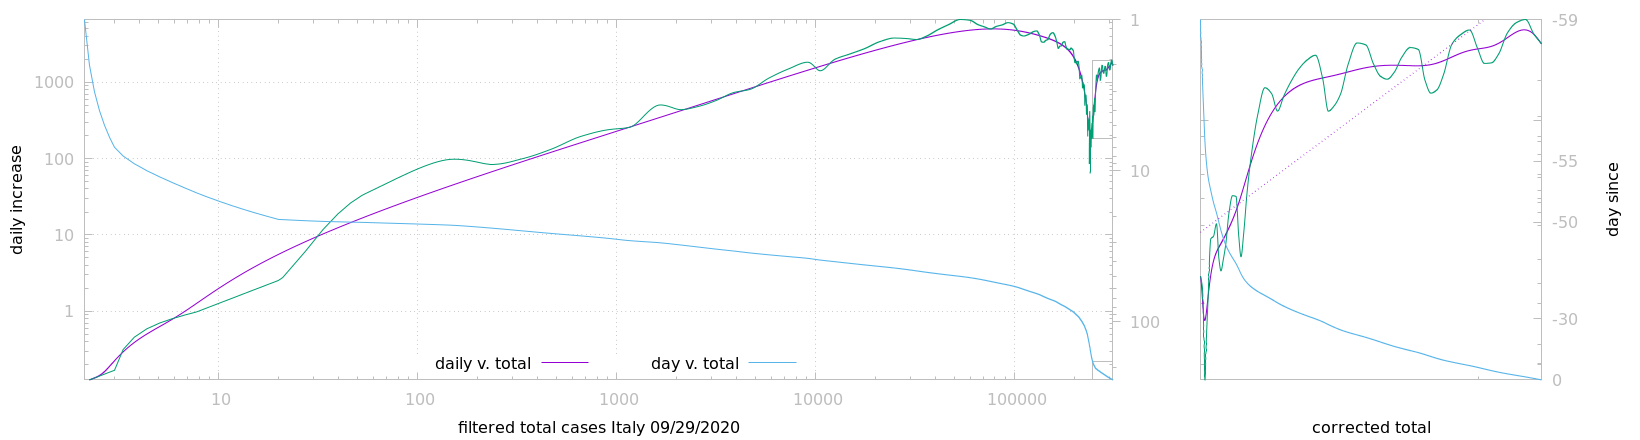 1
-59
1000
100
-55
10
daily increase
-50
day since
10
1
100
-30
daily v. total
day v. total
0
10
100
1000
10000
100000
filtered total cases Italy 09/29/2020
corrected total